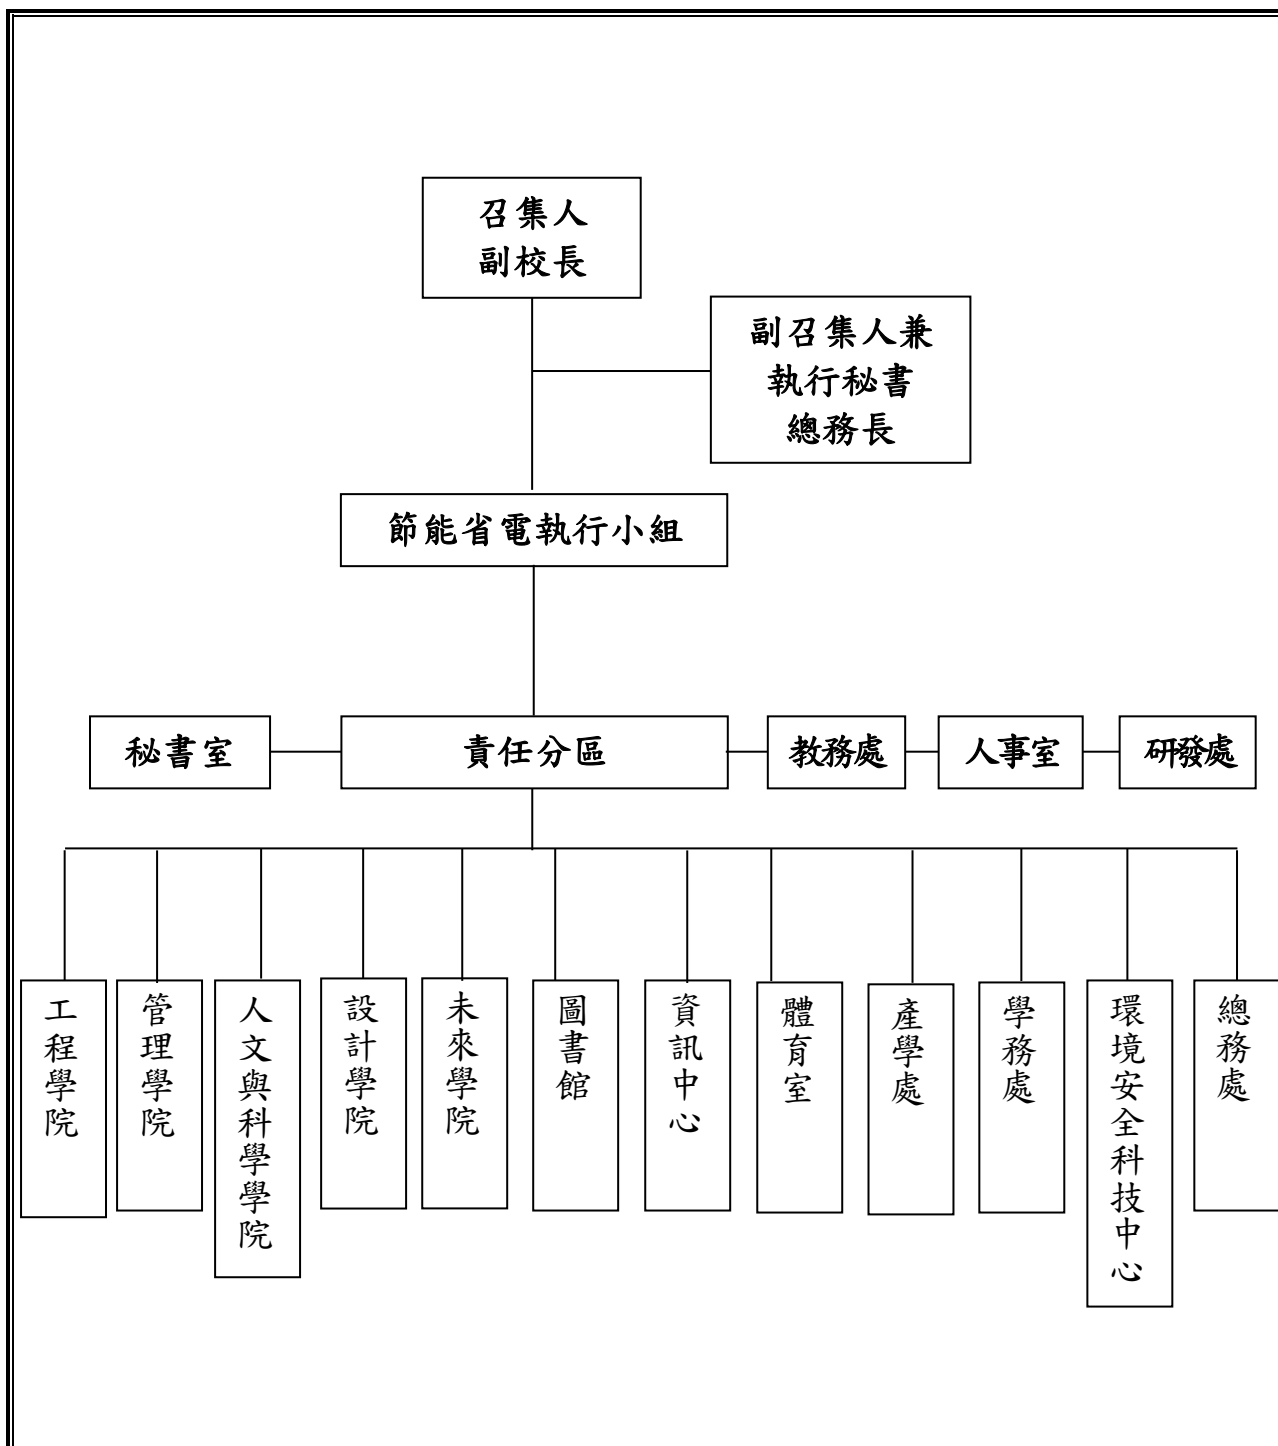 召集人
副校長
副召集人兼
執行秘書
總務長
節能省電執行小組
秘書室
責任分區
教務處
人事室
研發處
工程學院
管理學院
人文與科學學院
設計學院
未來學院
圖書館
資訊中心
體育室
產學處
學務處
環境安全科技中心
總務處